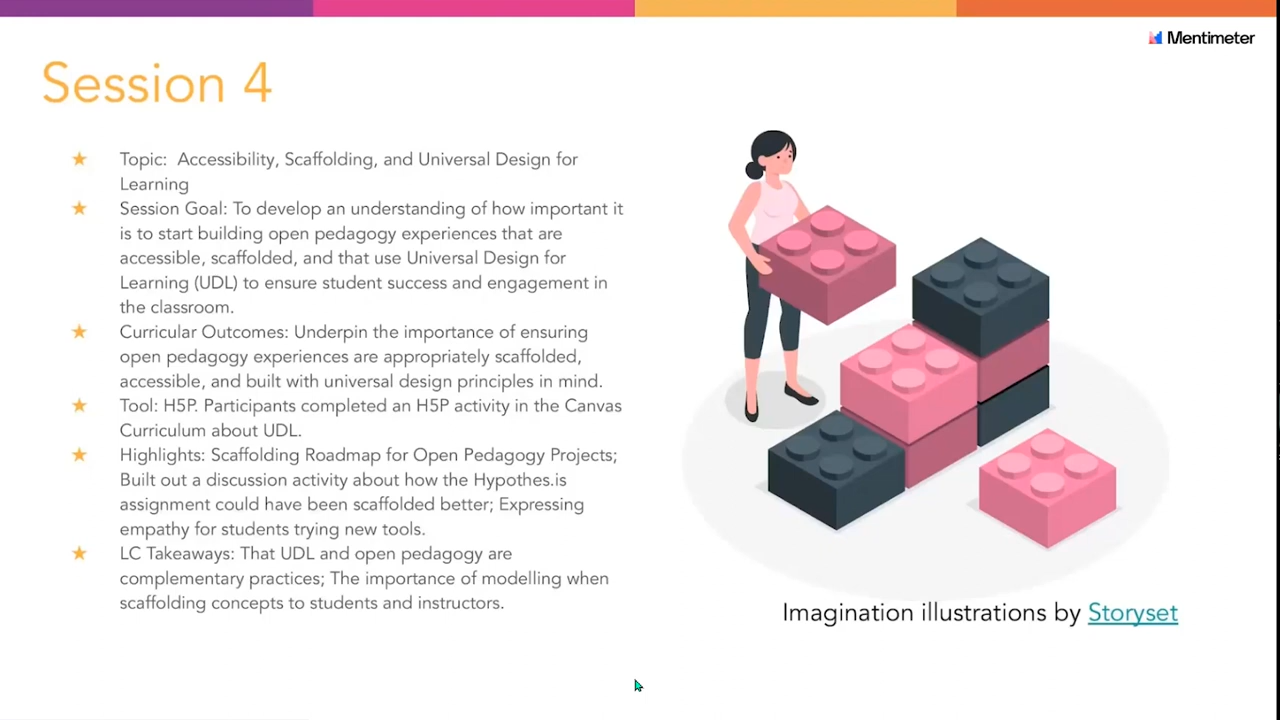 Mentimeter
Session 4
Topic:  Accessibility, Scaffolding, and Universal Design for
Learning
Session Goal: To develop an understanding of how important it
is to start building open pedagogy experiences that are
accessible, scaffolded, and that use Universal Design for
Learning (UDL) to ensure student success and engagement in
the classroom.
Curricular Outcomes: Underpin the importance of ensuring
open pedagogy experiences are appropriately scaffolded,
accessible, and built with universal design principles in mind.
Tool: H5P. Participants completed an H5P activity in the Canvas
Curriculum about UDL.
Highlights: Scaffolding Roadmap for Open Pedagogy Projects;
Built out a discussion activity about how the Hypothes.is
assignment could have been scaffolded better; Expressing
empathy for students trying new tools.
LC Takeaways: That UDL and open pedagogy are
complementary practices; The importance of modelling when
scaffolding concepts to students and instructors.
Imagination illustrations by Storyset